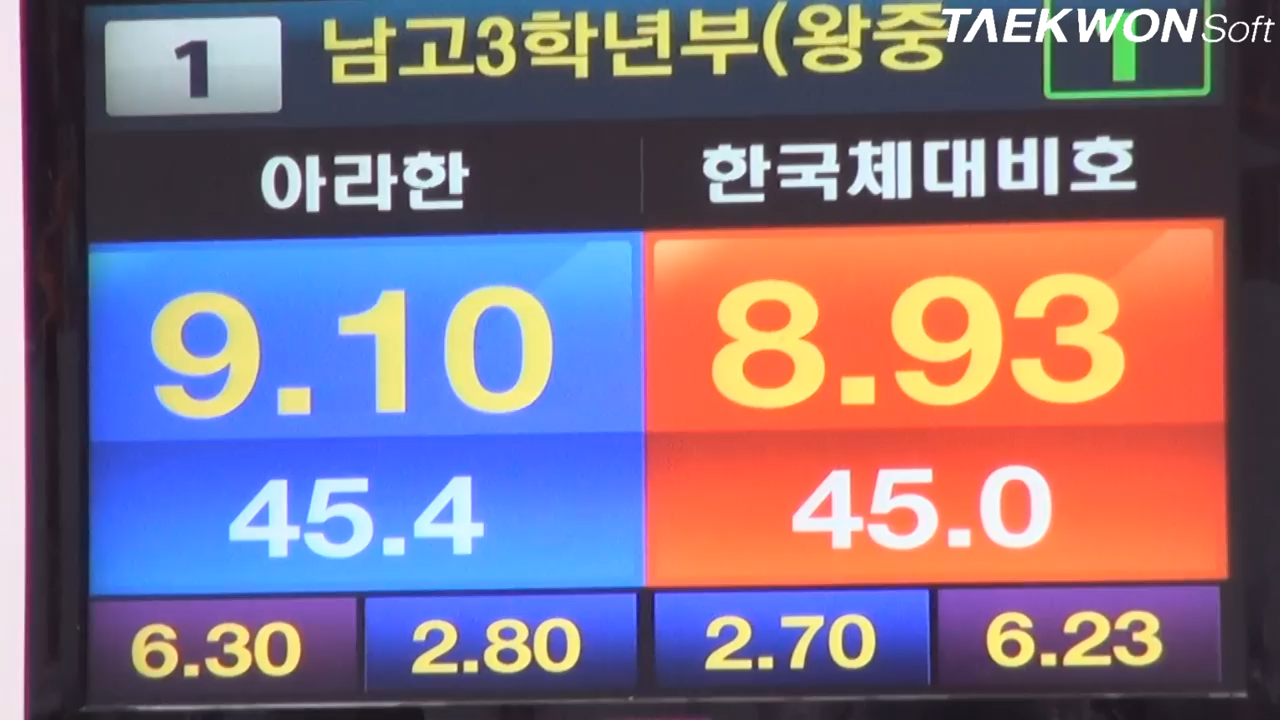 TAEKWON Soft
1 남고3학년부(왕중 1
아라한 한국체대비호
9.10 8.93
45.4 45.0
6.30 2.80 2.70 6.23